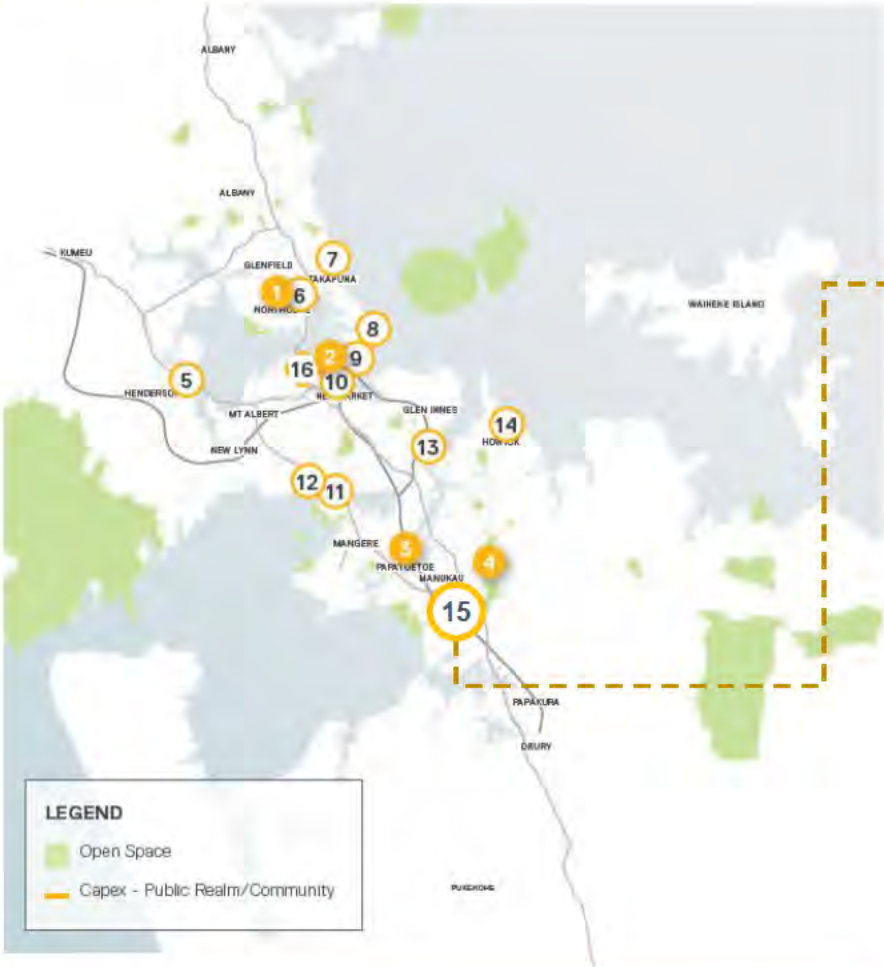 ALBANY
ALBANY
KUMEU
7
GLENFIELD
TAKAPUNA
1
6
WAIHEKE ISLAND
8
2
9
16
10
5
HENDERSON
GLEN INNES
MT ALBERT
14
HOWICK
13
NEW LYNN
12
11
MANGERE
3
4
PAPATOETOE
MANUKAU
15
PAPAKURA
DRURY
LEGEND
Open Space
Capex - Public Realm/Community
PUKEKOHE